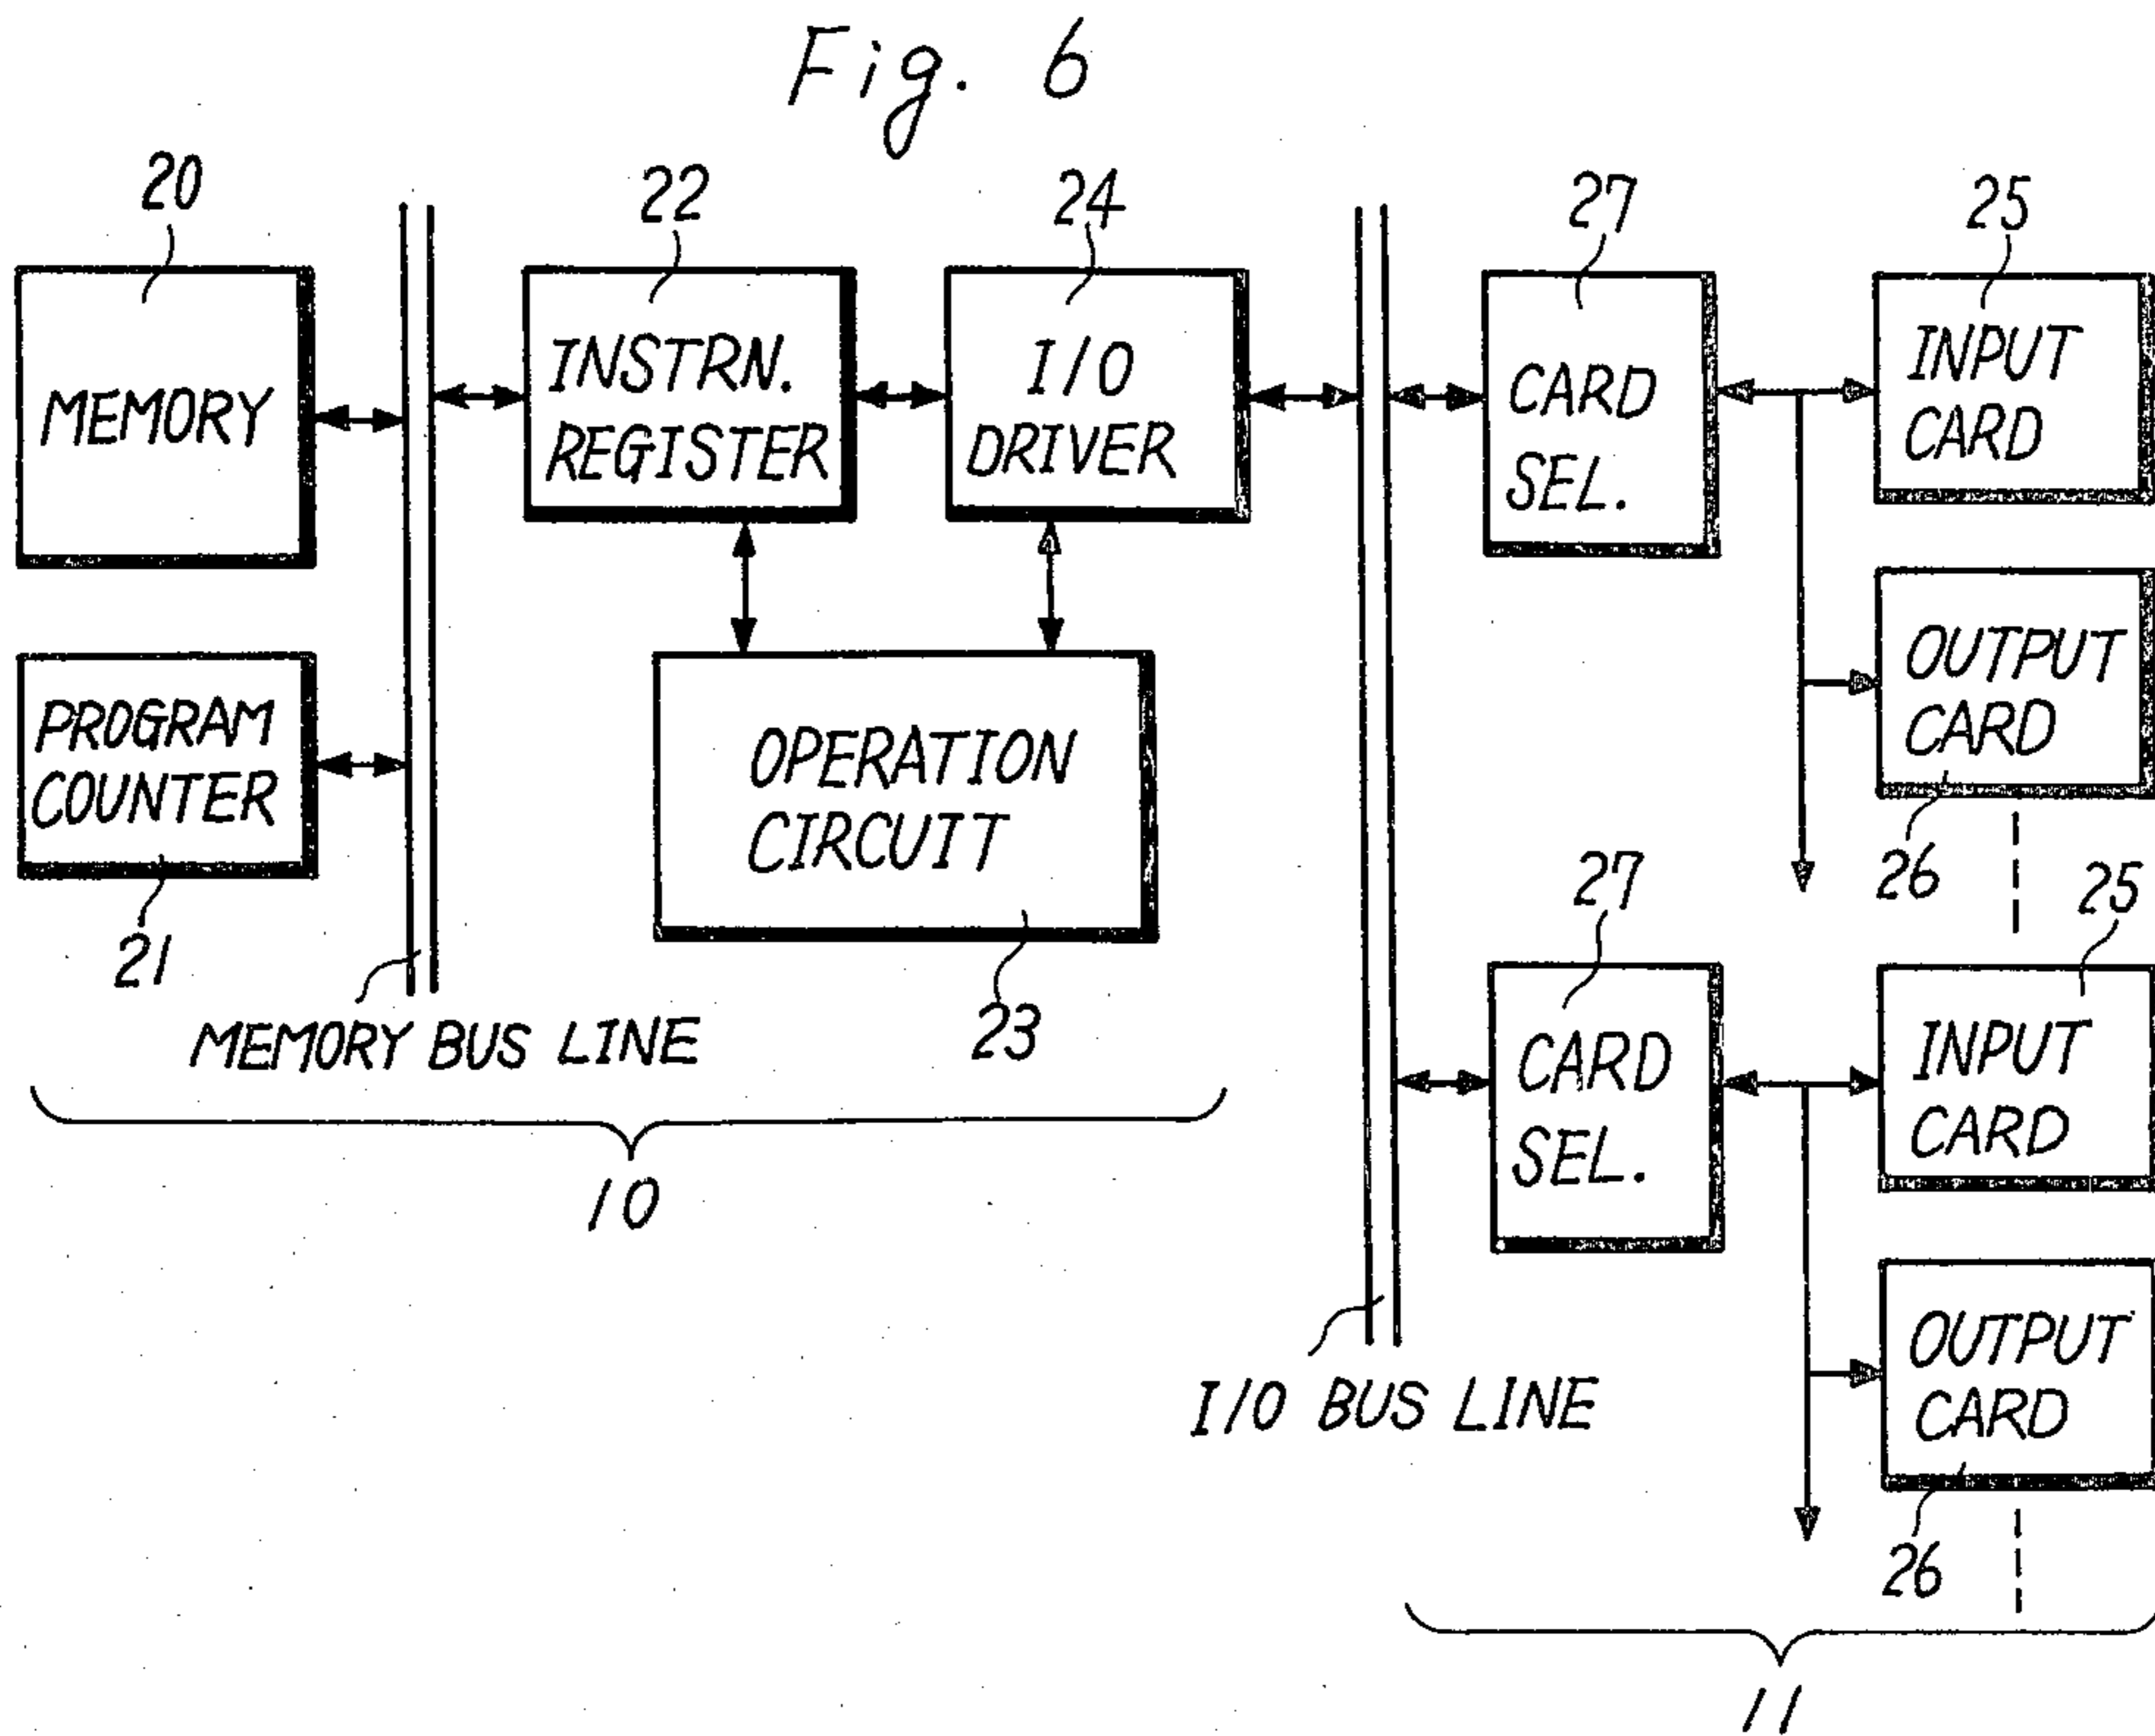 Fig. 6
20
22
24
27
25
MEMORY
INSTRN.
REGISTER
I/O
DRIVER
CARD
SEL.
INPUT
CARD
OUTPUT
CARD
26
PROGRAM
COUNTER
21
OPERATION
CIRCUIT
23
MEMORY BUS LINE
10
27
25
CARD
SEL.
INPUT
CARD
OUTPUT
CARD
26
I/O BUS LINE
11